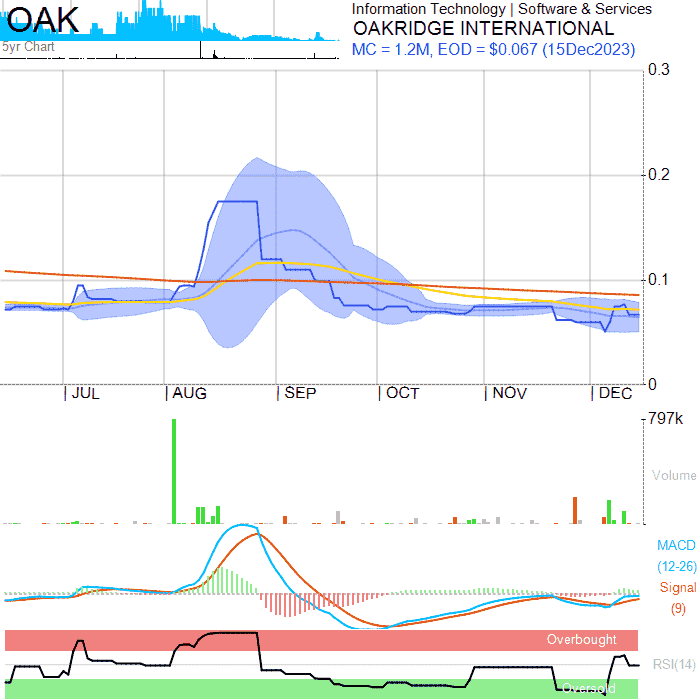 OAK
5yr Chart
Information Technology | Software & Services
OAKRIDGE INTERNATIONAL
MC = 1.2M, EOD = $0.067 (15Dec2023)
0.3
0.2
0.1
0
JUL AUG SEP OCT NOV DEC
797k
Volume
MACD
(12-26)
Signal
(9)
Overbought
RSI(14)
Oversold